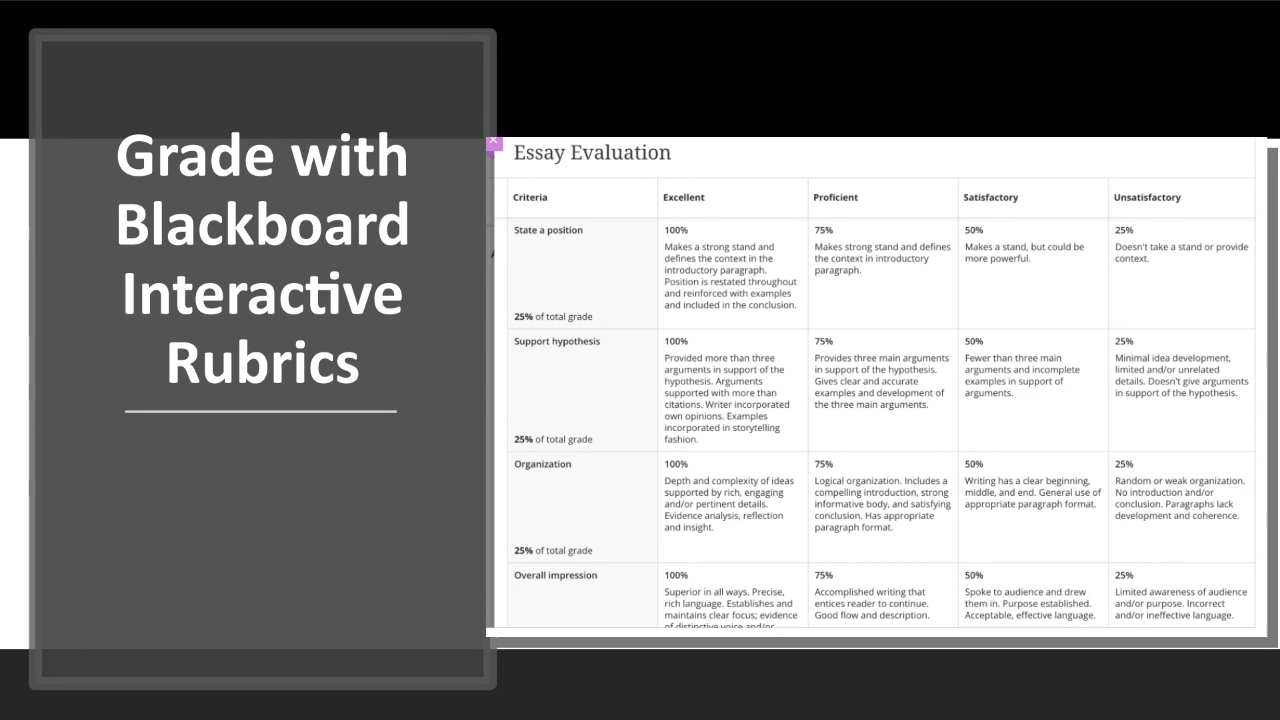 Grade with
Blackboard
Interactive
Rubrics
Essay Evaluation
Criteria
Excellent
Proficient
Satisfactory
Unsatisfactory
State a position
25% of total grade
100%
Makes a strong stand and
defines the context in the
introductory paragraph.
Position is restated throughout
and reinforced with examples
and included in the conclusion.
75%
Makes strong stand and defines
the context in introductory
paragraph.
50%
Makes a stand, but could be
more powerful.
25%
Doesn't take a stand or provide
context.
Support hypothesis
25% of total grade
100%
Provided more than three
arguments in support of the
hypothesis. Arguments
supported with more than
citations. Writer incorporated
own opinions. Examples
incorporated in storytelling
fashion.
75%
Provides three main arguments
in support of the hypothesis.
Gives clear and accurate
examples and development of
the three main arguments.
50%
Fewer than three main
arguments and incomplete
examples in support of
arguments.
25%
Minimal idea development,
limited and/or unrelated
details. Doesn't give arguments
in support of the hypothesis.
Organization
25% of total grade
100%
Depth and complexity of ideas
supported by rich, engaging
and/or pertinent details.
Evidence analysis, reflection
and insight.
75%
Logical organization. Includes a
compelling introduction, strong
informative body, and satisfying
conclusion. Has appropriate
paragraph format.
50%
Writing has a clear beginning,
middle, and end. General use of
appropriate paragraph format.
25%
Random or weak organization.
No introduction and/or
conclusion. Paragraphs lack
development and coherence.
Overall impression
100%
Superior in all ways. Precise,
rich language. Establishes and
maintains clear focus; evidence
of distinctive voice and/or
75%
Accomplished writing that
entices reader to continue.
Good flow and description.
50%
Spoke to audience and drew
them in. Purpose established.
Acceptable, effective language.
25%
Limited awareness of audience
and/or purpose. Incorrect
and/or ineffective language.